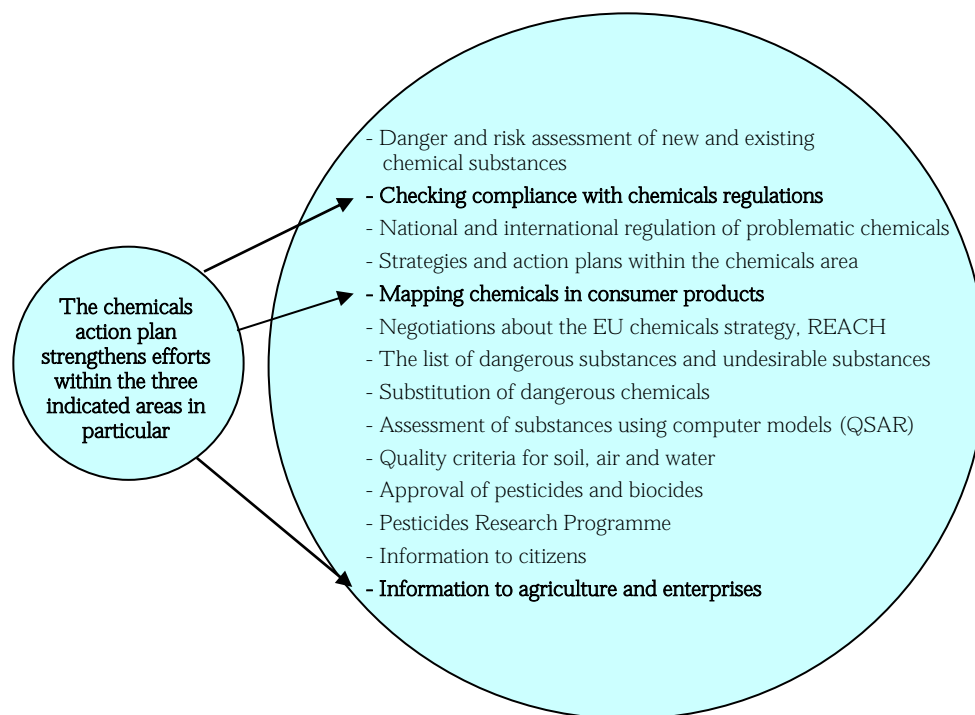 - Danger and risk assessment of new and existing
chemical substances
- Checking compliance with chemicals regulations
- National and international regulation of problematic chemicals
- Strategies and action plans within the chemicals area
- Mapping chemicals in consumer products
- Negotiations about the EU chemicals strategy, REACH
- The list of dangerous substances and undesirable substances
- Substitution of dangerous chemicals
- Assessment of substances using computer models (QSAR)
- Quality criteria for soil, air and water
- Approval of pesticides and biocides
- Pesticides Research Programme
- Information to citizens
- Information to agriculture and enterprises
The chemicals
action plan
strengthens efforts
within the three
indicated areas in
particular